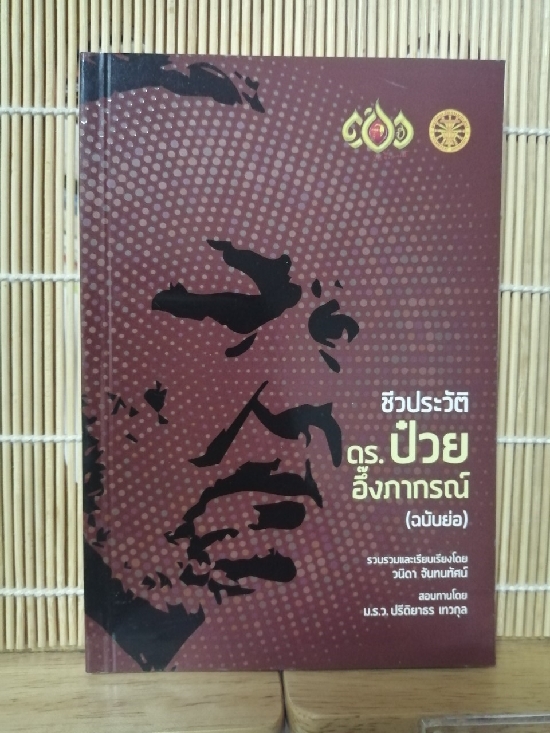 ชีวประวัติ
ดร. ป๋วย
อึ๊งภากรณ์
(ฉบับย่อ)
รวบรวมและเรียบเรียงโดย
วนิดา จันทนทัศน์
สอบทานโดย
ม.ร.ว. ปรีดิยาธร เทวกุล